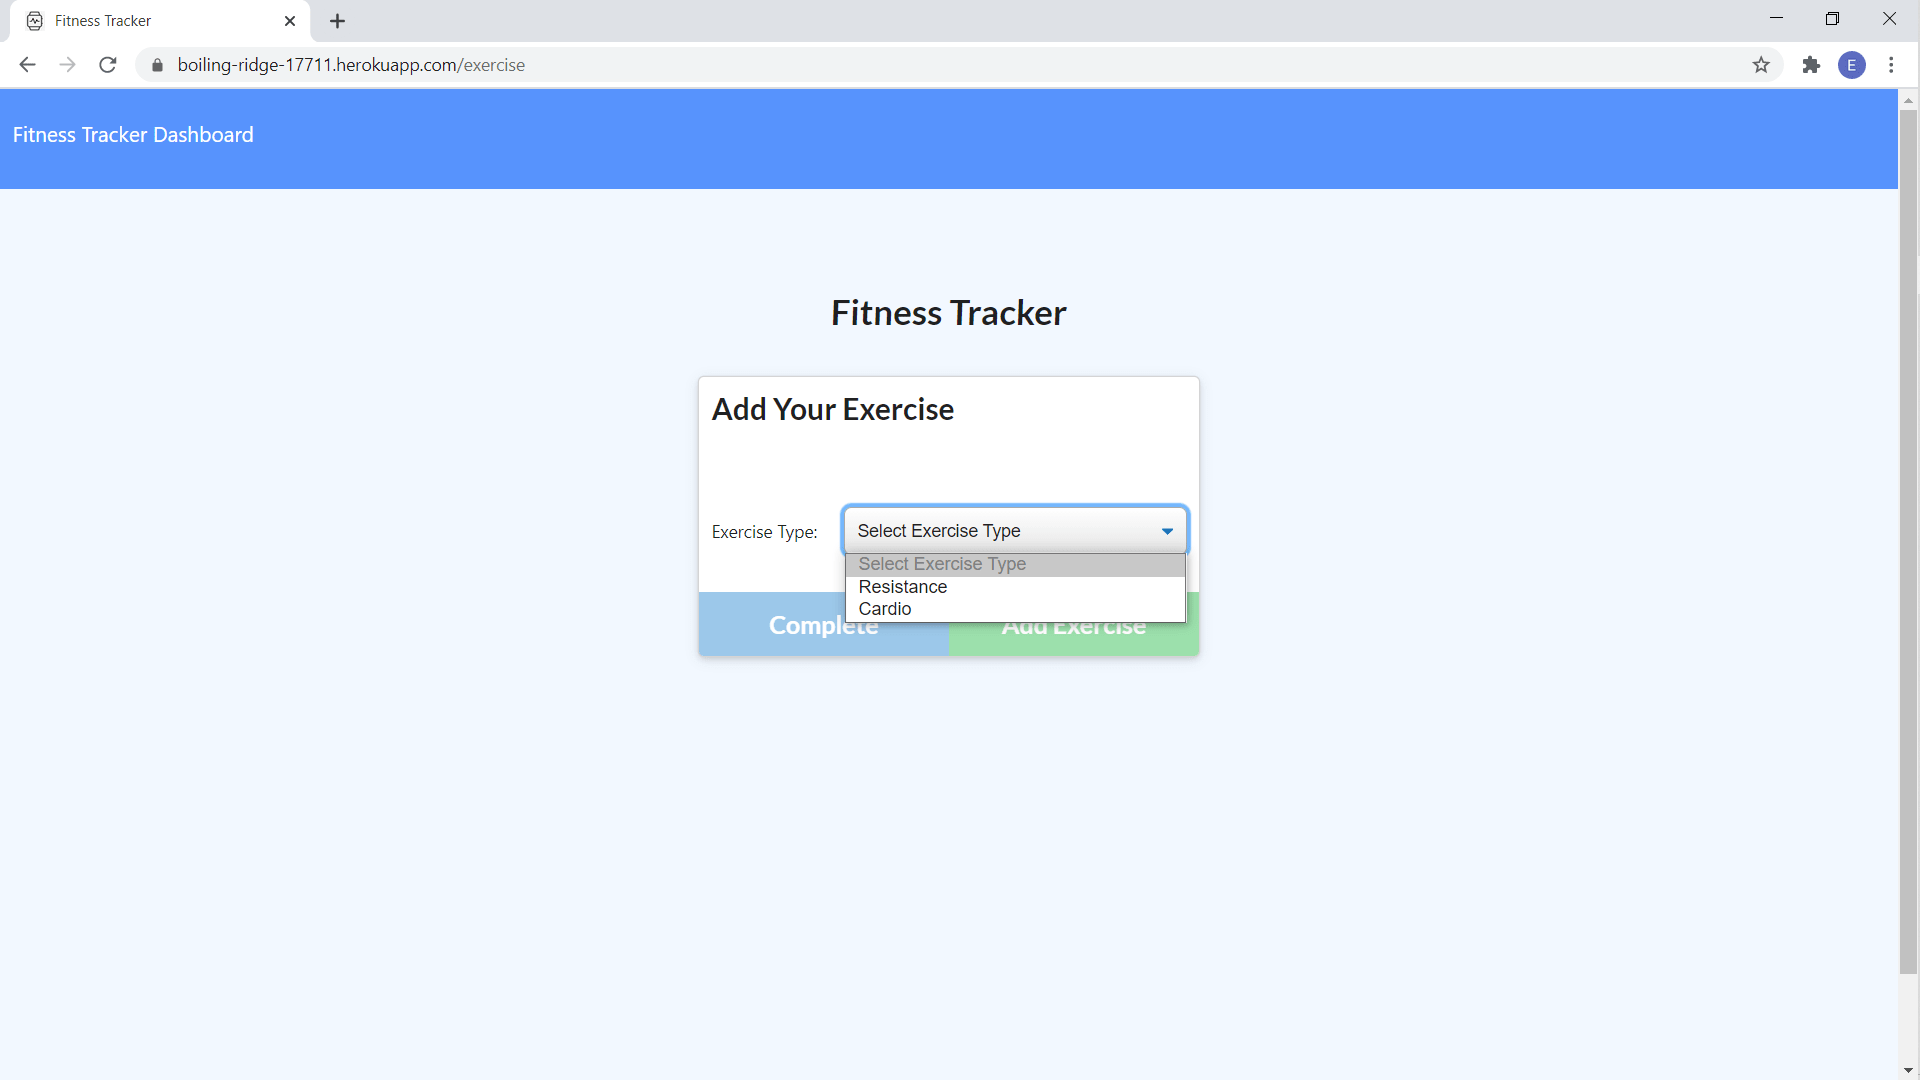 Fitness Tracker
boiling-ridge-17711.herokuapp.com/exercise
E
Fitness Tracker Dashboard
Fitness Tracker
Add Your Exercise
Exercise Type:
Select Exercise Type
Select Exercise Type
Resistance
Cardio
Complete
Add Exercise